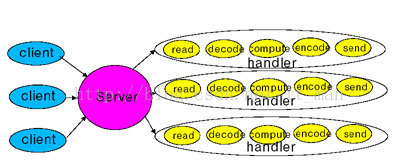 client
client
client
Server
read decode compute encode send
handler
read decode compute encode send
handler
read decode compute encode send
handler